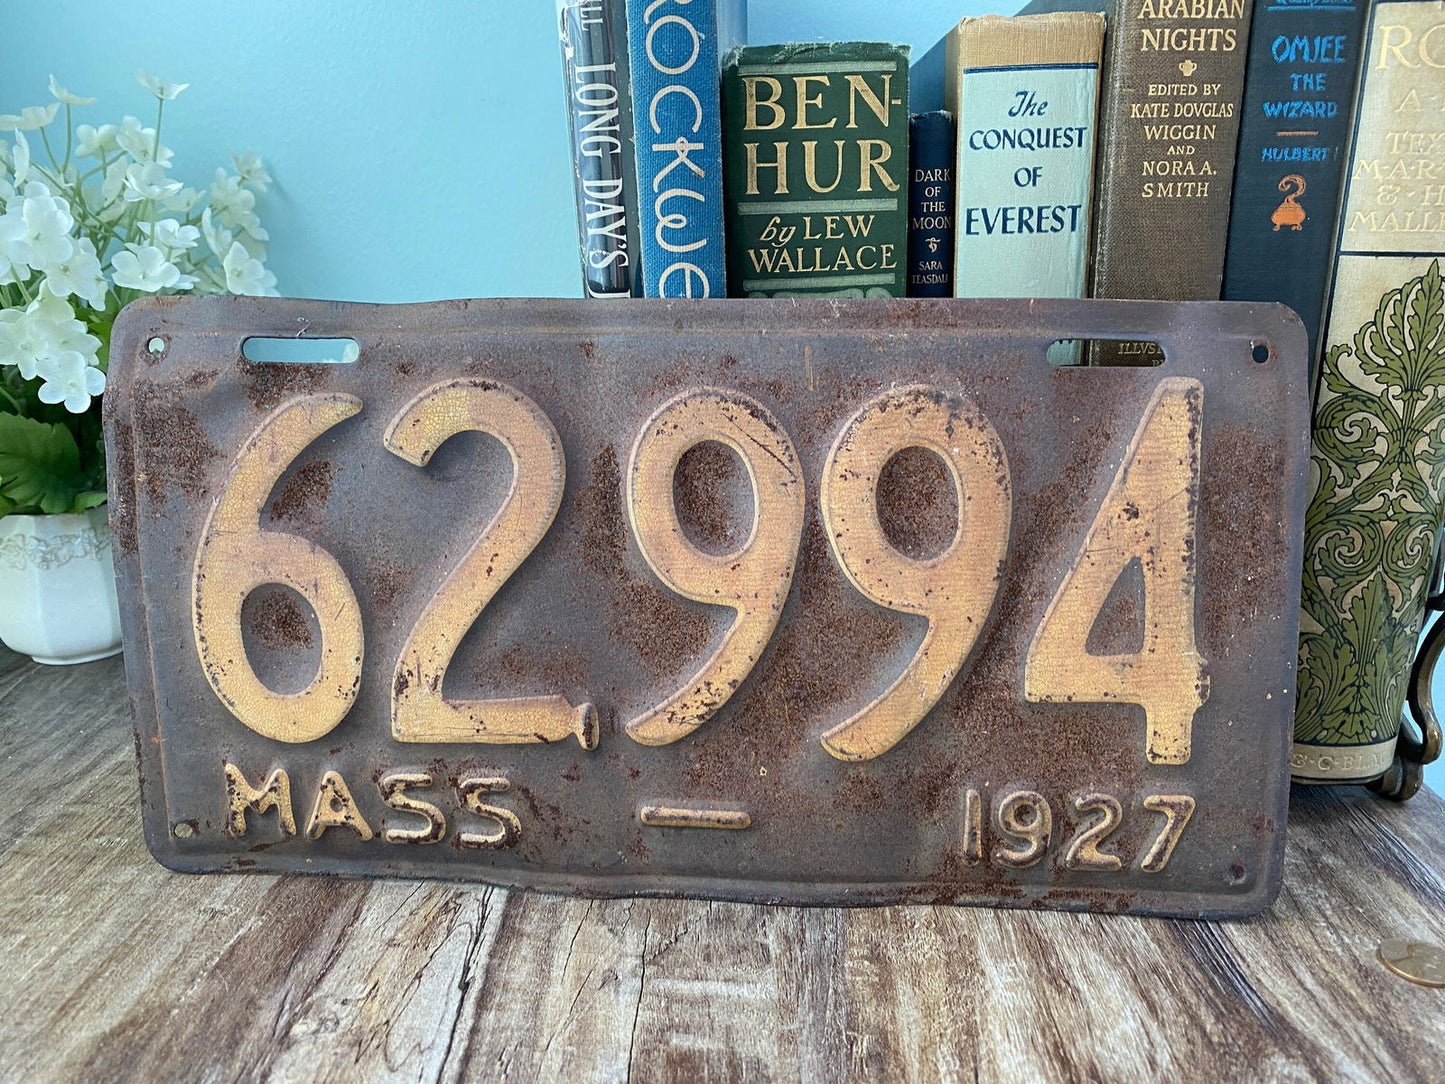 LONG DAY'S
ROCKWE
BEN-
HUR
by LEW
WALLACE
DARK
OF
THE
MOON
SARA
TEASDALE
The
CONQUEST
OF
EVEREST
ARABIAN
NIGHTS
EDITED BY
KATE DOVGLAS
WIGGIN
AND
NORA A.
SMITH
OMJEE
THE
WIZARD
HULBERT
62994
MASS — 1927